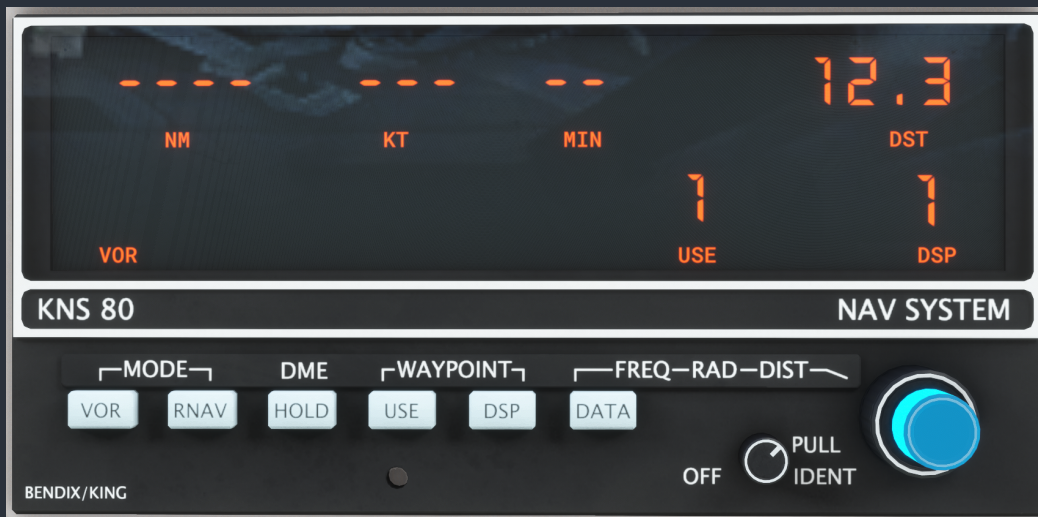 - - - - - - - - - 12.3
NM KT MIN DST
1 1
VOR USE DSP
KNS 80 NAV SYSTEM
MODE DME WAYPOINT FREQ-RAD-DIST
VOR RNAV HOLD USE DSP DATA
PULL
OFF IDENT
BENDIX/KING